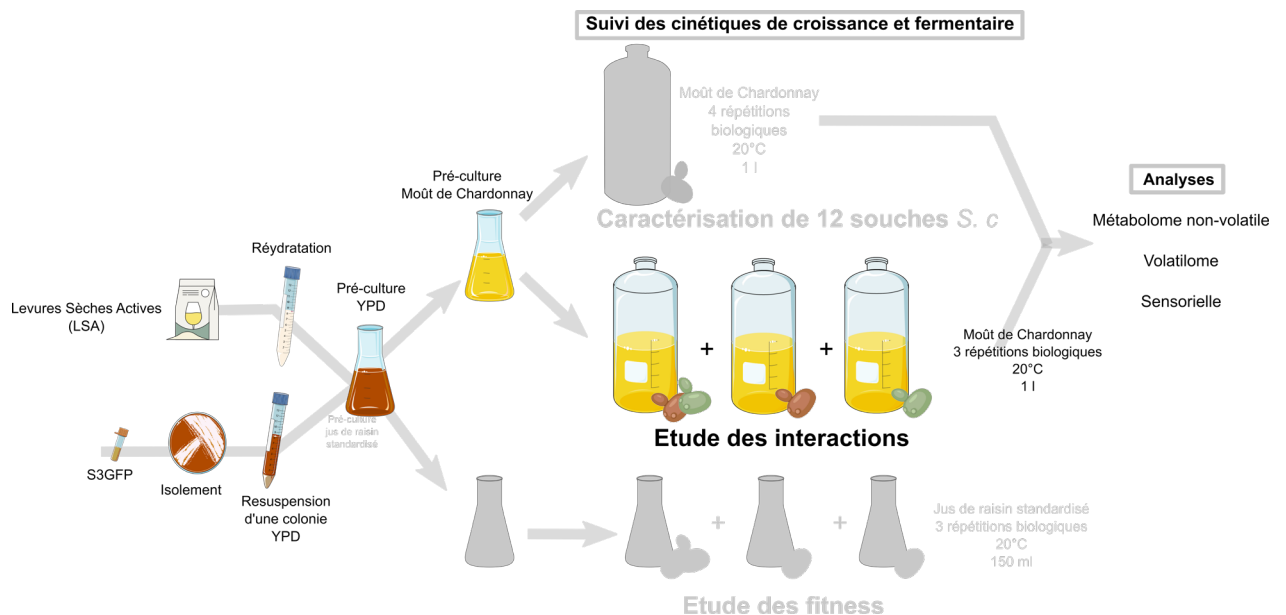 Suivi des cinétiques de croissance et fermentaire
Moût de Chardonnay
4 répétitions
biologiques
20°C
1 l
Caractérisation de 12 souches S. c
Pré-culture
Moût de Chardonnay
Analyses
Métabolome non-volatile
Volatilome
Sensorielle
Réydratation
Levures Sèches Actives
(LSA)
Pré-culture
YPD
+
+
Moût de Chardonnay
3 répétitions biologiques
20°C
1 l
Etude des interactions
Pré-culture
jus de raisin
standardisé
S3GFP
Isolement
Resuspension
d'une colonie
YPD
+
+
Jus de raisin standardisé
3 répétitions biologiques
20°C
150 ml
Etude des fitness